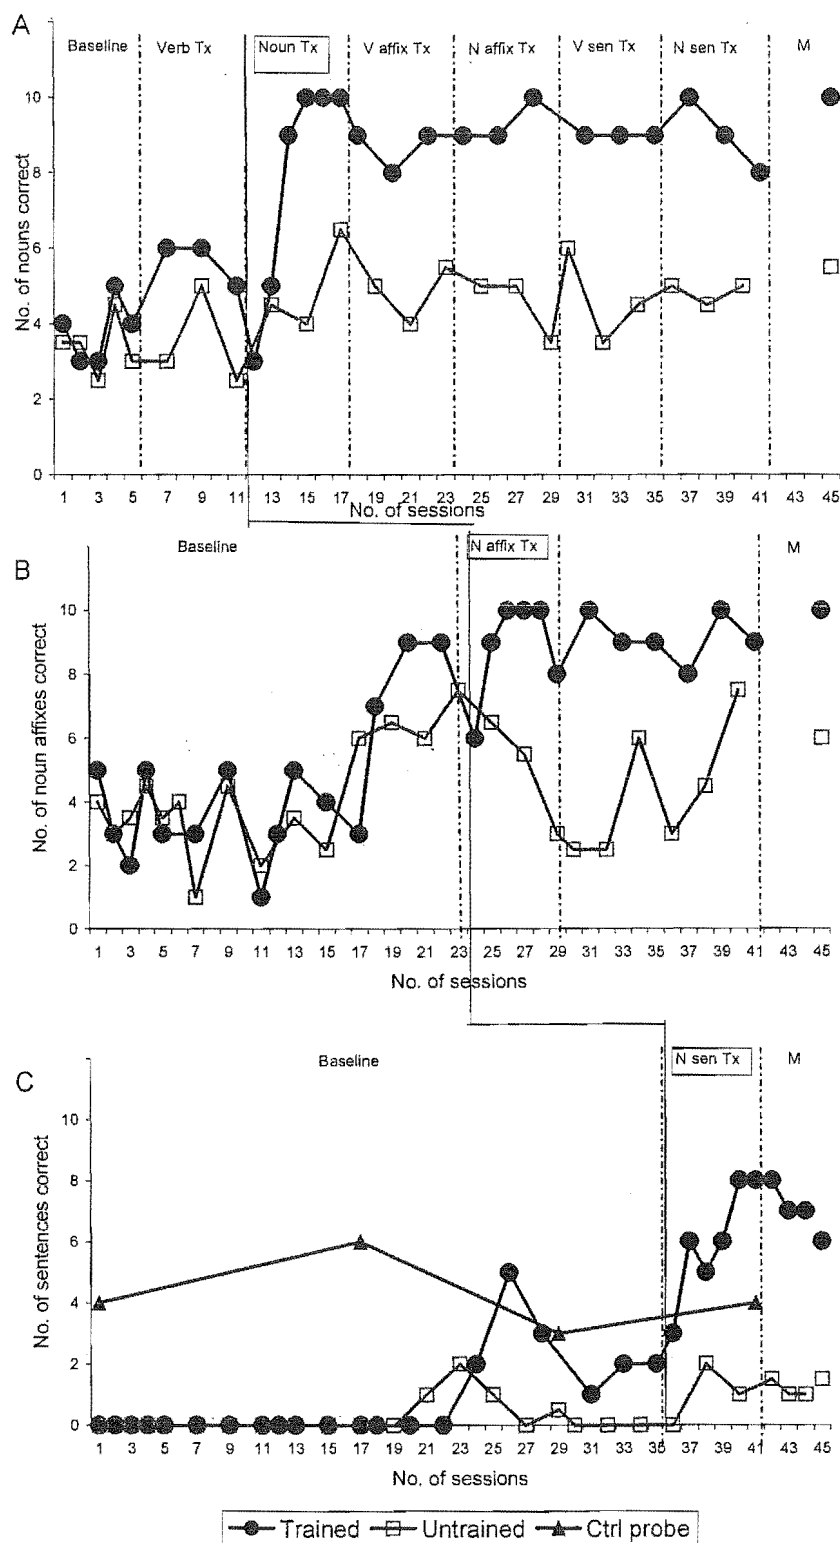 A
Baseline Verb Tx Noun Tx V affix Tx N affix Tx V sen Tx N sen Tx M
No. of nouns correct
10
8
6
4
2
0
1 3 5 7 9 11 13 15 17 19 21 23 25 27 29 31 33 35 37 39 41 43 45
No. of sessions
B
Baseline N affix Tx M
No. of noun affixes correct
10
8
6
4
2
0
1 3 5 7 9 11 13 15 17 19 21 23 25 27 29 31 33 35 37 39 41 43 45
No. of sessions
C
Baseline N sen Tx M
No. of sentences correct
10
8
6
4
2
0
1 3 5 7 9 11 13 15 17 19 21 23 25 27 29 31 33 35 37 39 41 43 45
No. of sessions
Trained Untrained Ctrl probe